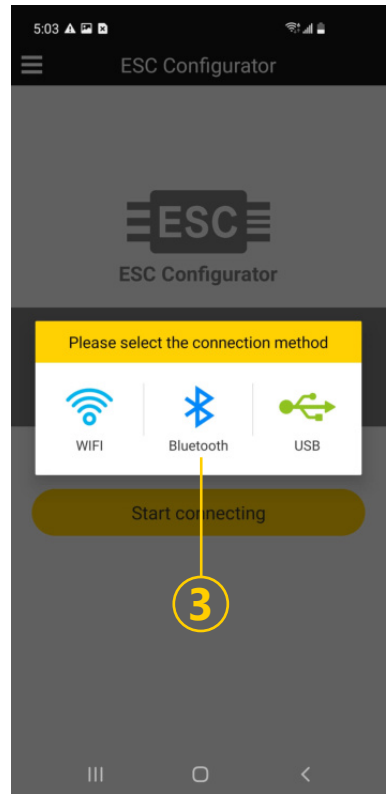 5:03
ESC Configurator
ESC
ESC Configurator
Please select the connection method
WIFI Bluetooth USB
Start connecting
3